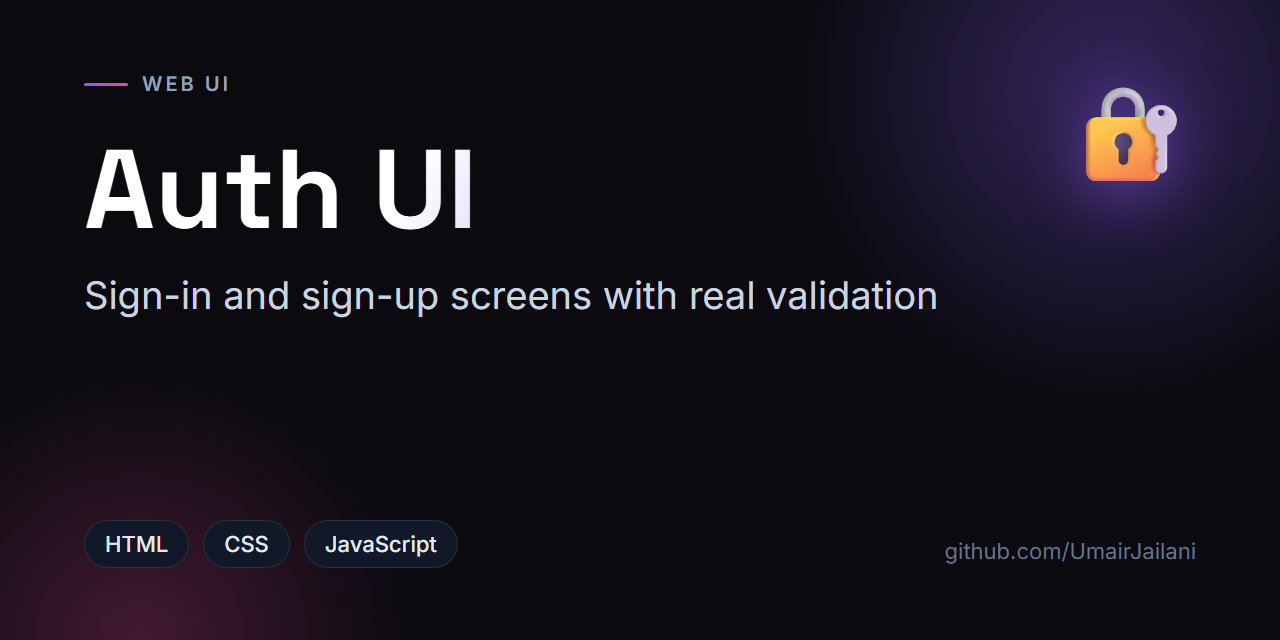 WEB UI
Auth UI
Sign-in and sign-up screens with real validation
HTML CSS JavaScript
github.com/UmairJailani